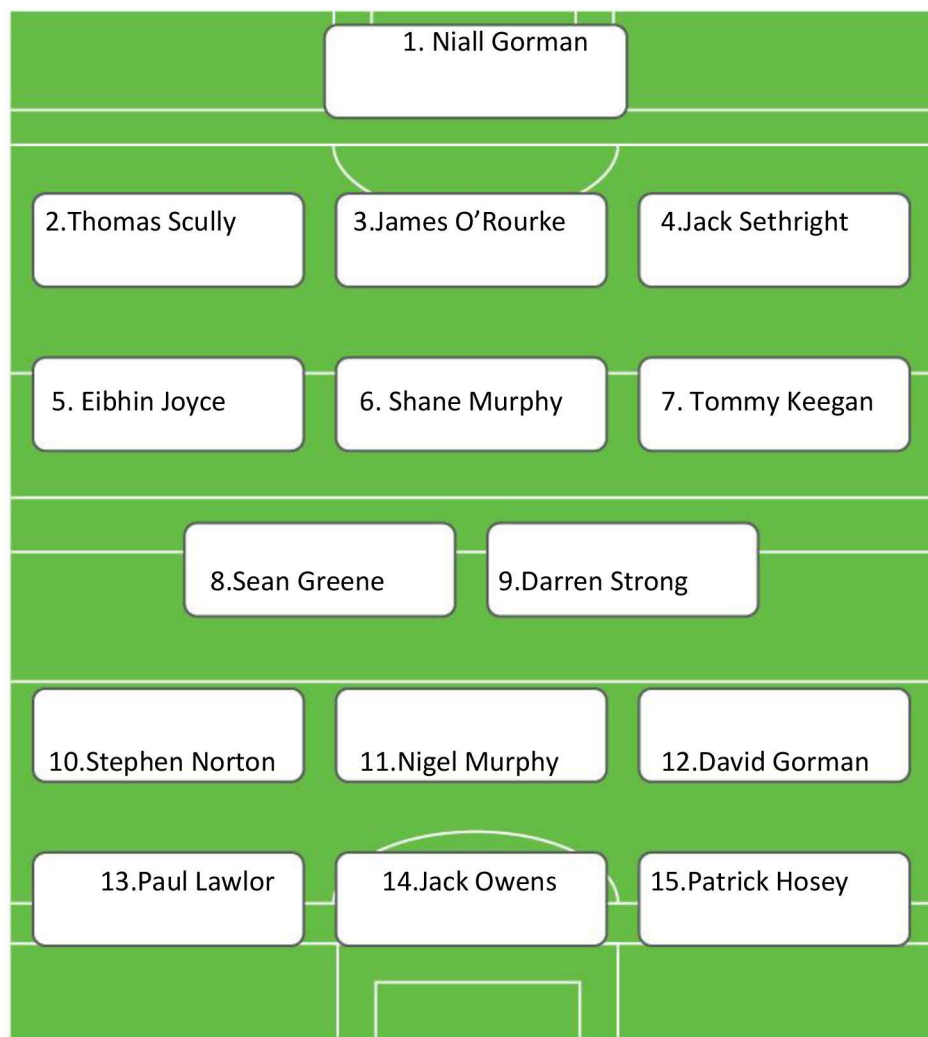 1. Niall Gorman
2.Thomas Scully
3.James O’Rourke
4.Jack Sethright
5. Eibhin Joyce
6. Shane Murphy
7. Tommy Keegan
8.Sean Greene
9.Darren Strong
10.Stephen Norton
11.Nigel Murphy
12.David Gorman
13.Paul Lawlor
14.Jack Owens
15.Patrick Hosey